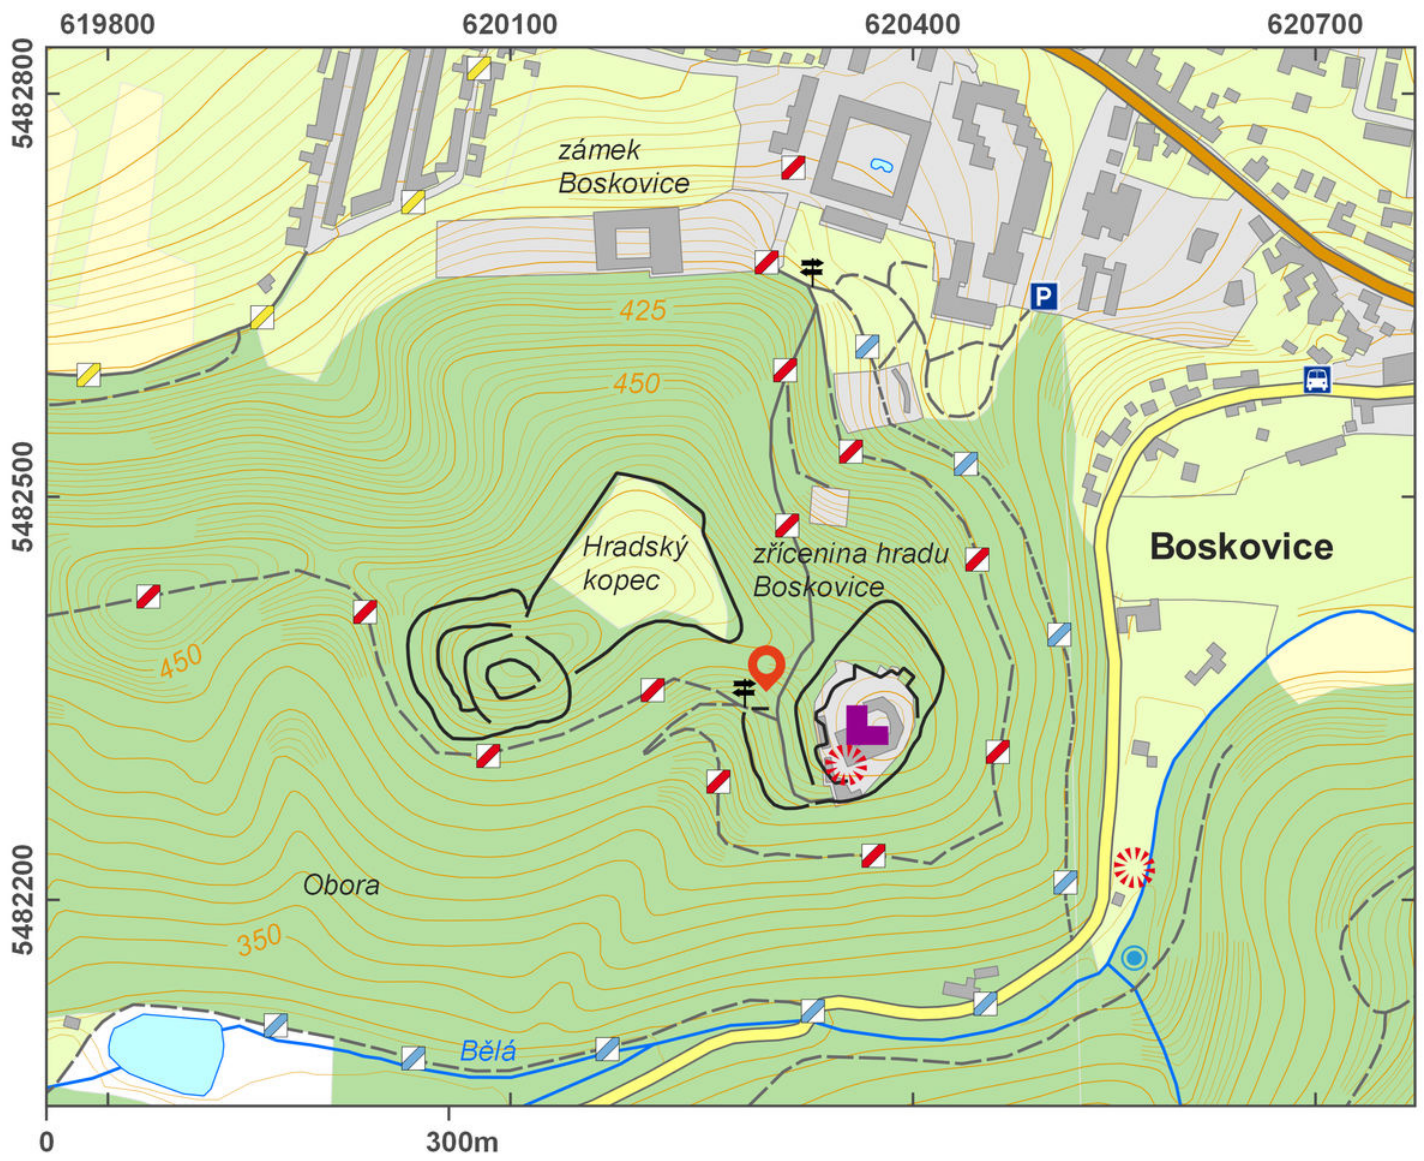 619800
620100
620400
620700
5482800
zámek
Boskovice
P
425
450
5482500
Hradský
kopec
zřícenina hradu
Boskovice
Boskovice
450
Obora
5482200
350
Bělá
0
300m